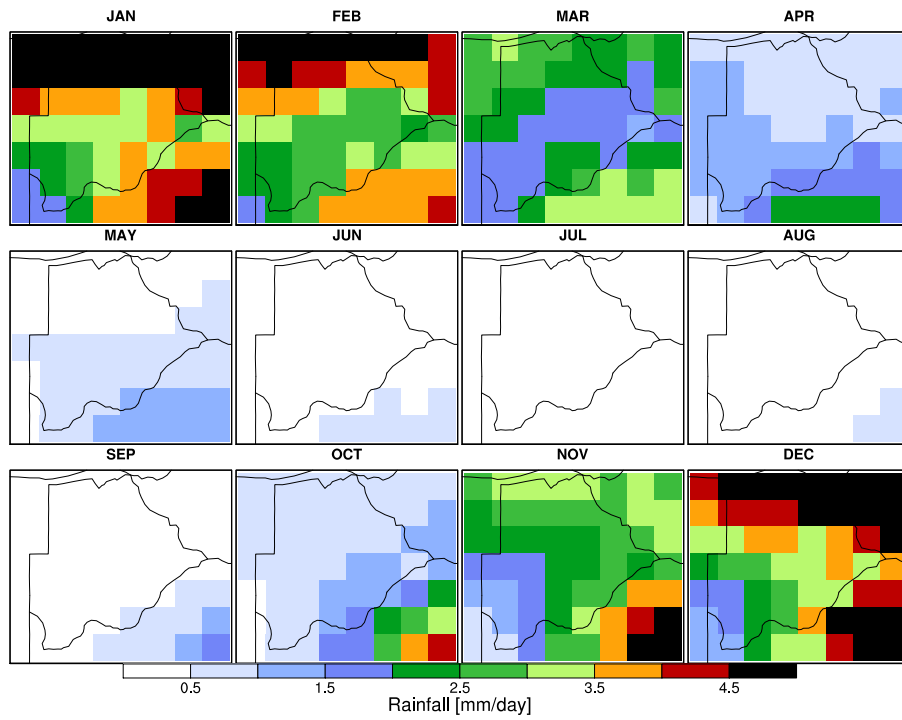 JAN FEB MAR APR
MAY JUN JUL AUG
SEP OCT NOV DEC
0.5 1.5 2.5 3.5 4.5
Rainfall [mm/day]